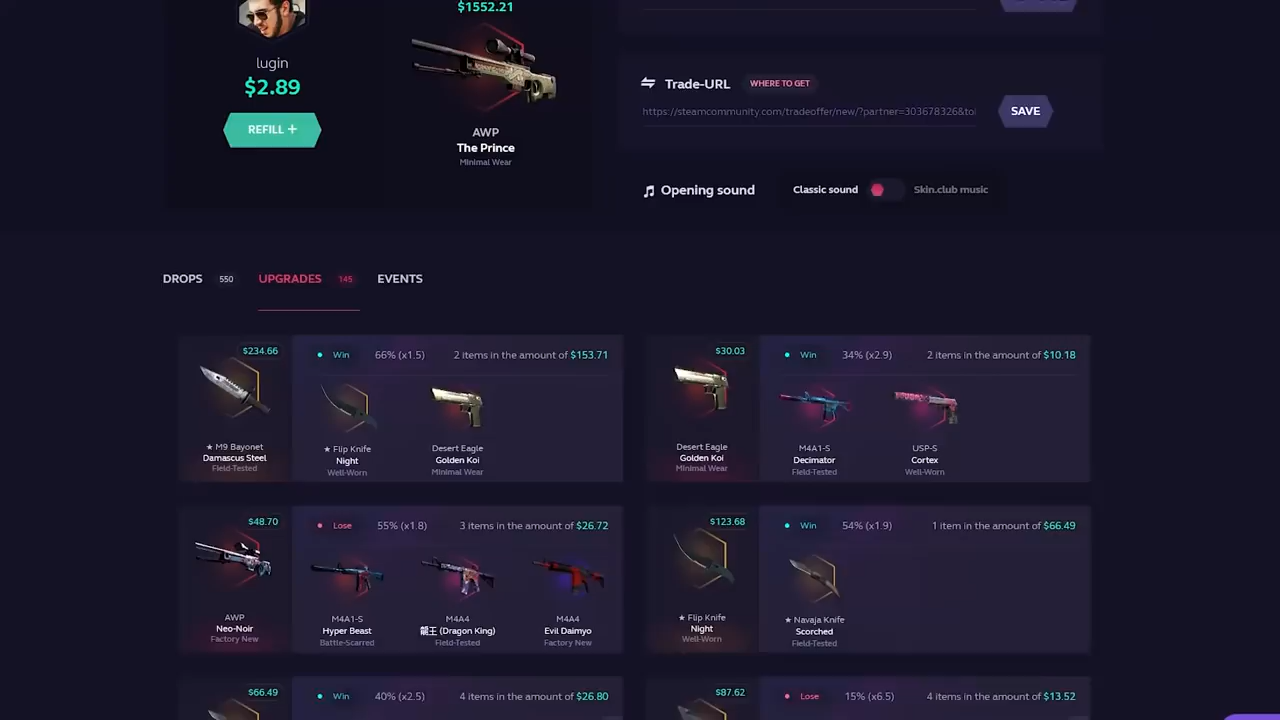 $1552.21
lugin
$2.89
REFILL +
AWP
The Prince
Minimal Wear
Trade-URL WHERE TO GET
https://steamcommunity.com/tradeoffer/new/?partner=303678326&to
SAVE
Opening sound
Classic sound
Skin.club music
DROPS 550
UPGRADES 145
EVENTS
$234.66
★ M9 Bayonet
Damascus Steel
Field-Tested
Win 66% (x1.5) 2 items in the amount of $153.71
★ Flip Knife
Night
Well-Worn
Desert Eagle
Golden Koi
Minimal Wear
$30.03
Desert Eagle
Golden Koi
Minimal Wear
Win 34% (x2.9) 2 items in the amount of $10.18
M4A1-S
Decimator
Field-Tested
USP-S
Cortex
Well-Worn
$48.70
AWP
Neo-Noir
Factory New
Lose 55% (x1.8) 3 items in the amount of $26.72
M4A1-S
Hyper Beast
Battle-Scarred
M4A4
龍王 (Dragon King)
Field-Tested
M4A4
Evil Daimyo
Factory New
$123.68
★ Flip Knife
Night
Well-Worn
Win 54% (x1.9) 1 item in the amount of $66.49
★ Navaja Knife
Scorched
Field-Tested
$66.49
Win 40% (x2.5) 4 items in the amount of $26.80
$87.62
Lose 15% (x6.5) 4 items in the amount of $13.52